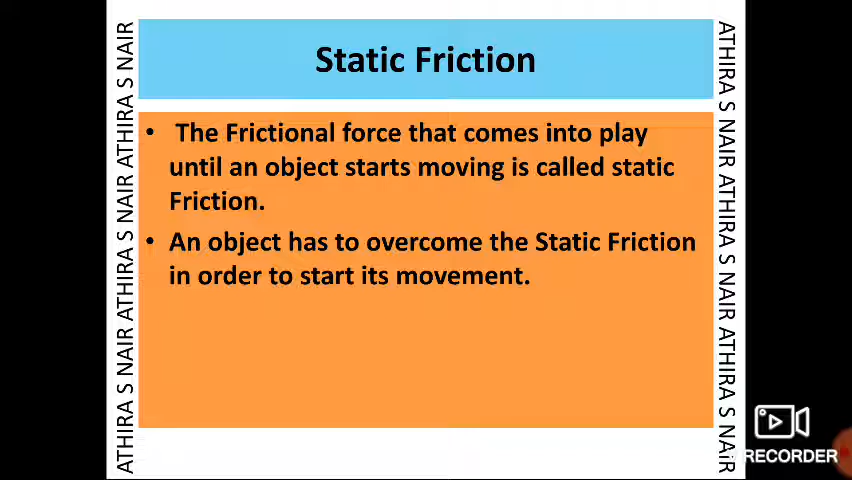 Static Friction
• The Frictional force that comes into play
until an object starts moving is called static
Friction.
• An object has to overcome the Static Friction
in order to start its movement.
ATHIRA S NAIR ATHIRA S NAIR ATHIRA S NAIR ATHIRA S NAIR
ATHIRA S NAIR ATHIRA S NAIR ATHIRA S NAIR ATHIRA S NAIR
RECORDER